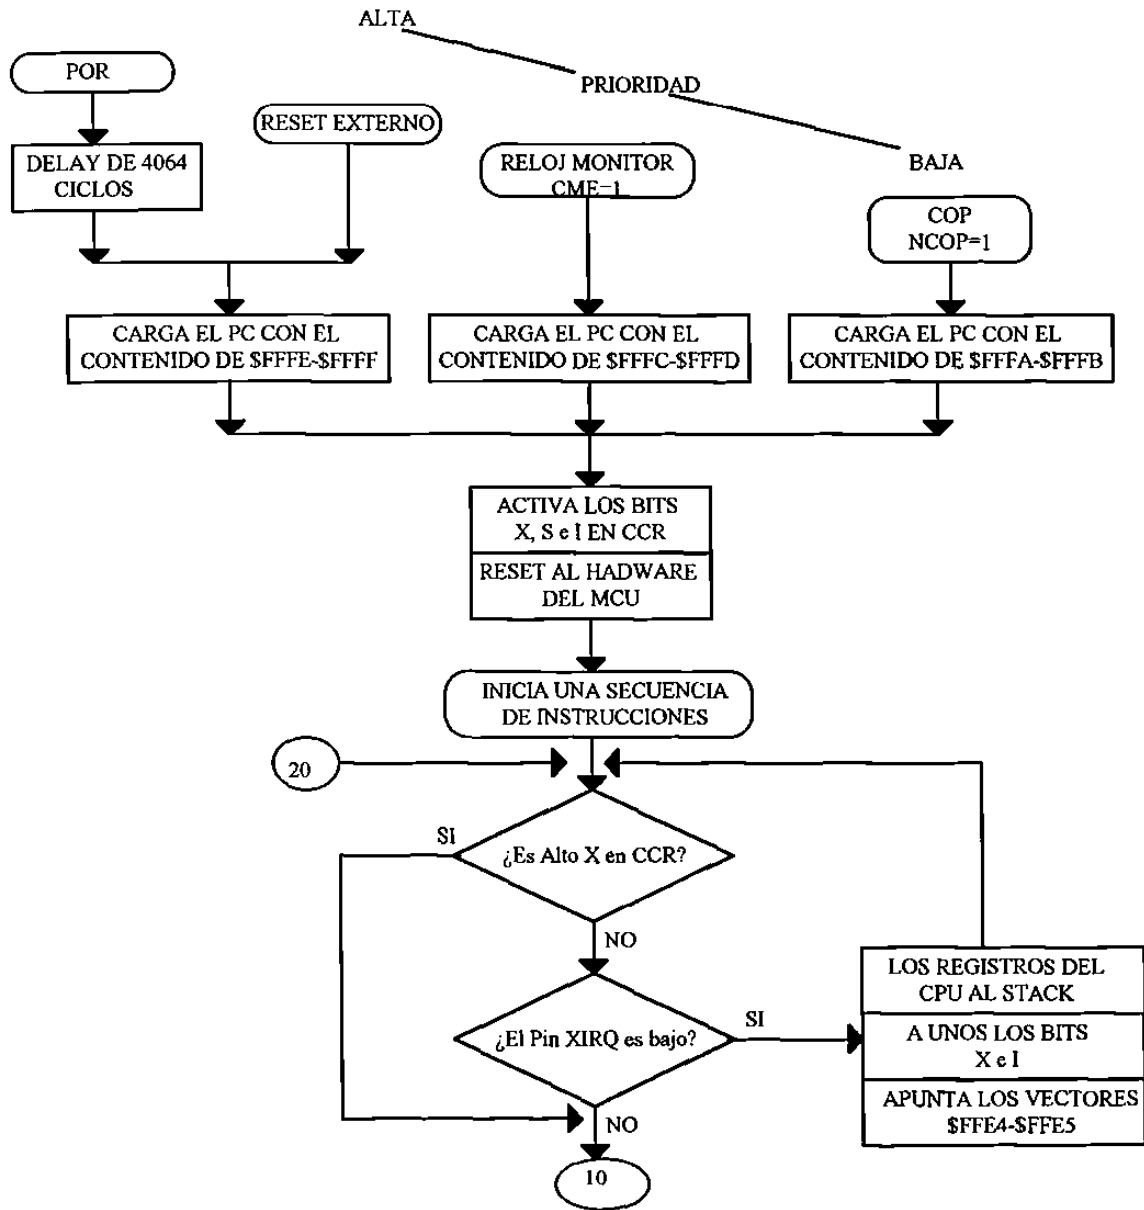 ALTA
PRIORIDAD
BAJA
POR
DELAY DE 4064
CICLOS
RESET EXTERNO
RELOJ MONITOR
CME=1
COP
NCOP=1
CARGA EL PC CON EL
CONTENIDO DE $FFFE-$FFFF
CARGA EL PC CON EL
CONTENIDO DE $FFFC-$FFFD
CARGA EL PC CON EL
CONTENIDO DE $FFFA-$FFFB
ACTIVA LOS BITS
X, S e I EN CCR
RESET AL HADWARE
DEL MCU
INICIA UNA SECUENCIA
DE INSTRUCCIONES
20
SI
¿Es Alto X en CCR?
NO
¿El Pin XIRQ es bajo?
SI
LOS REGISTROS DEL
CPU AL STACK
A UNOS LOS BITS
X e I
APUNTA LOS VECTORES
$FFE4-$FFE5
NO
10